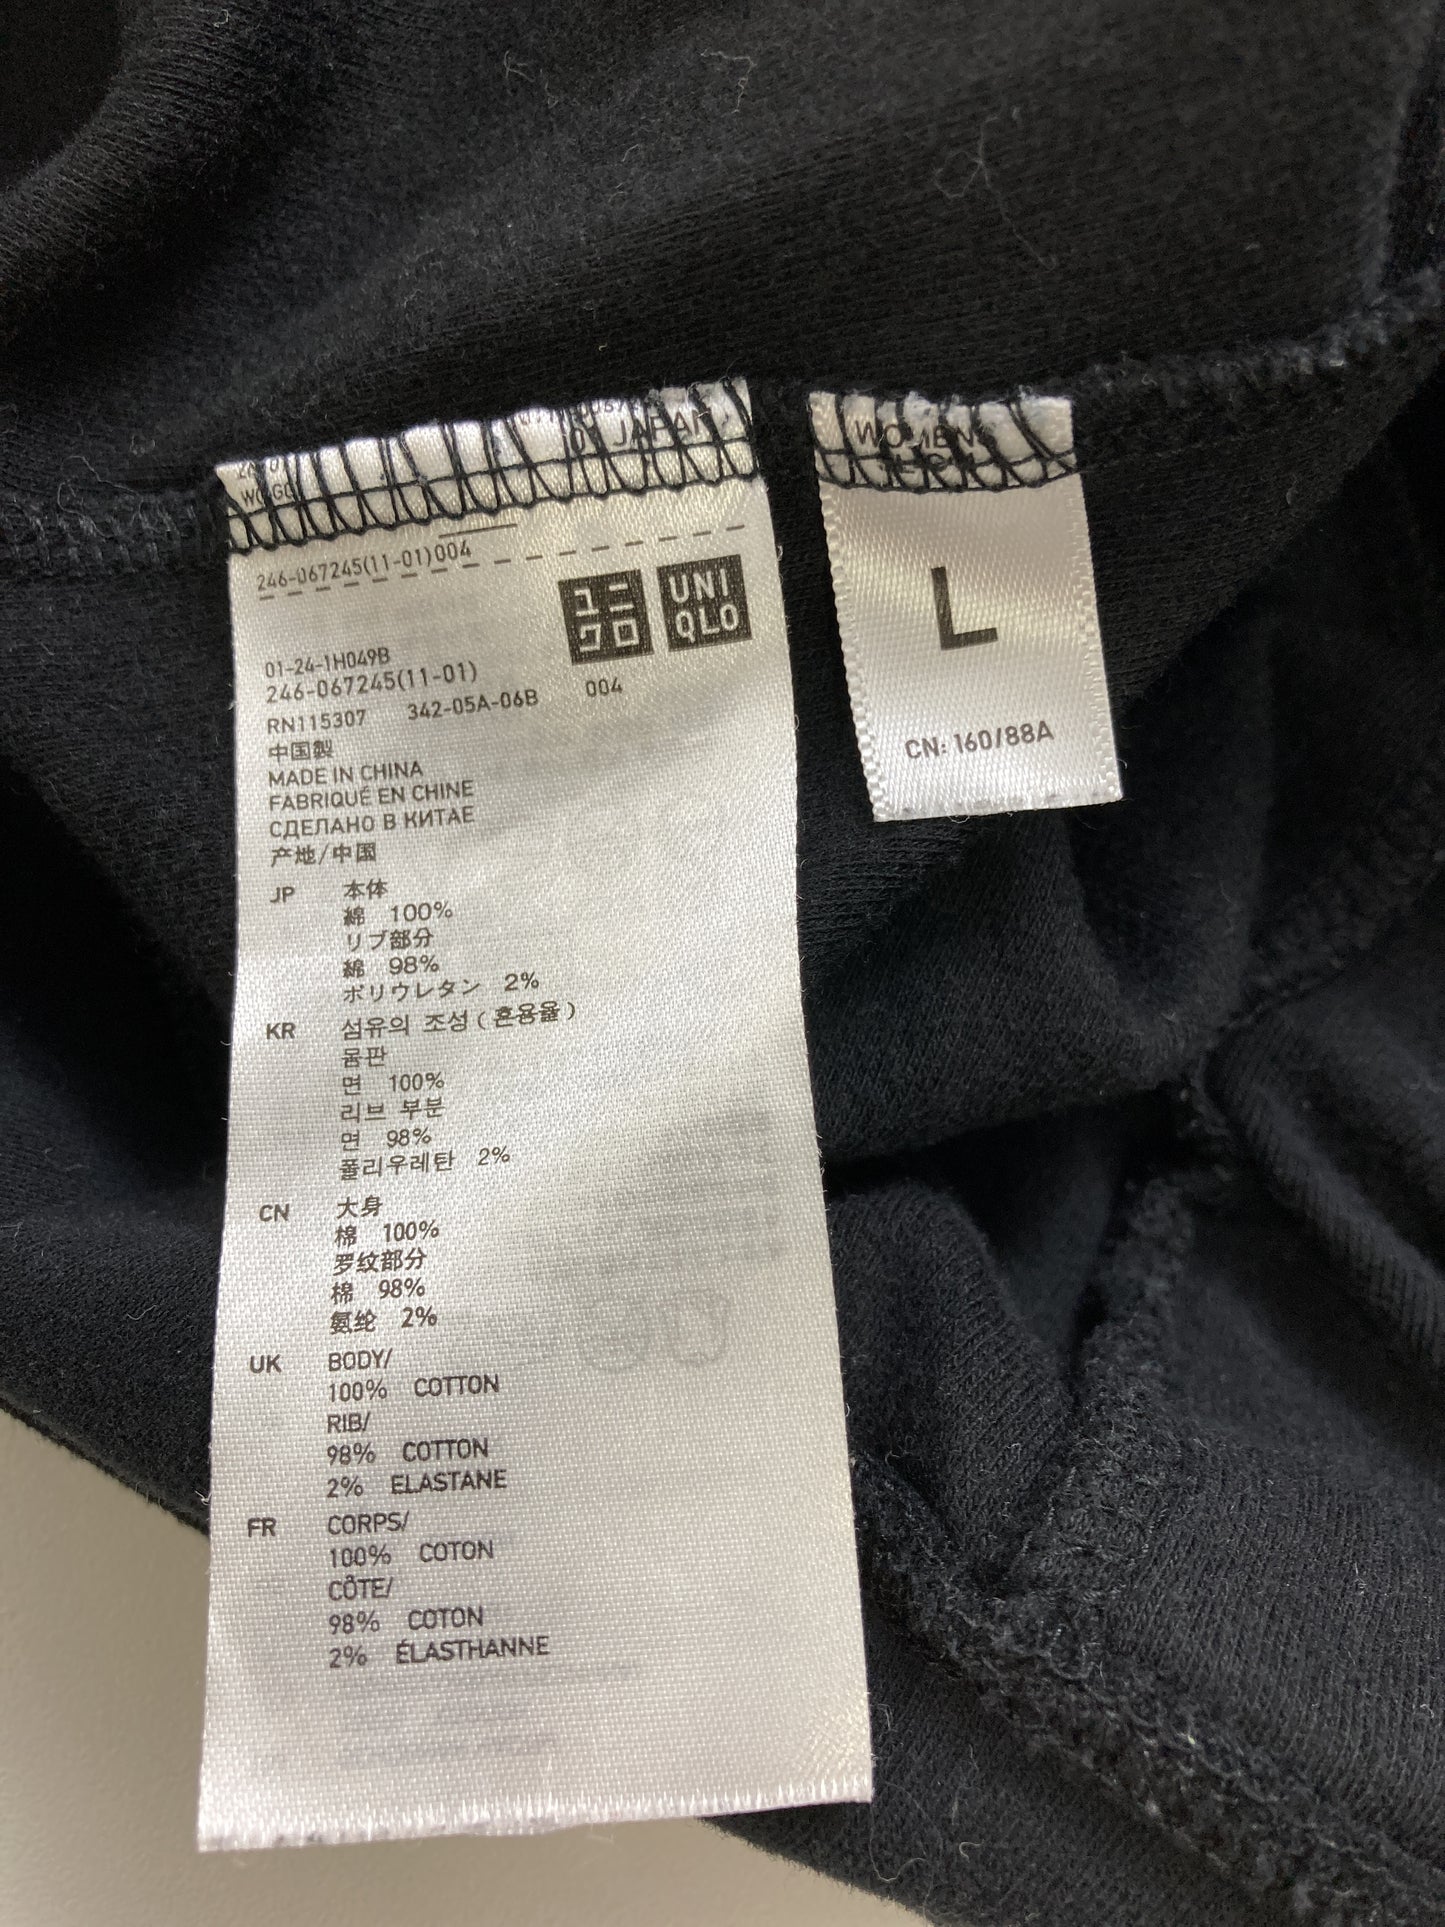 JAPAN
246-067245(11-01)004
ユニ
クロ
UNI
QLO
01-24-1H049B
246-067245(11-01)
004
RN115307 342-05A-06B
中国製
MADE IN CHINA
FABRIQUÉ EN CHINE
СДЕЛАНО В КИТАЕ
产地/中国
JP 本体
綿 100%
リブ部分
綿 98%
ポリウレタン 2%
KR 섬유의 조성(혼용율)
몸판
면 100%
리브 부분
면 98%
폴리우레탄 2%
CN 大身
棉 100%
罗纹部分
棉 98%
氨纶 2%
UK BODY/
100% COTTON
RIB/
98% COTTON
2% ELASTANE
FR CORPS/
100% COTON
CÔTE/
98% COTON
2% ÉLASTHANNE
WOMENS
L
CN: 160/88A